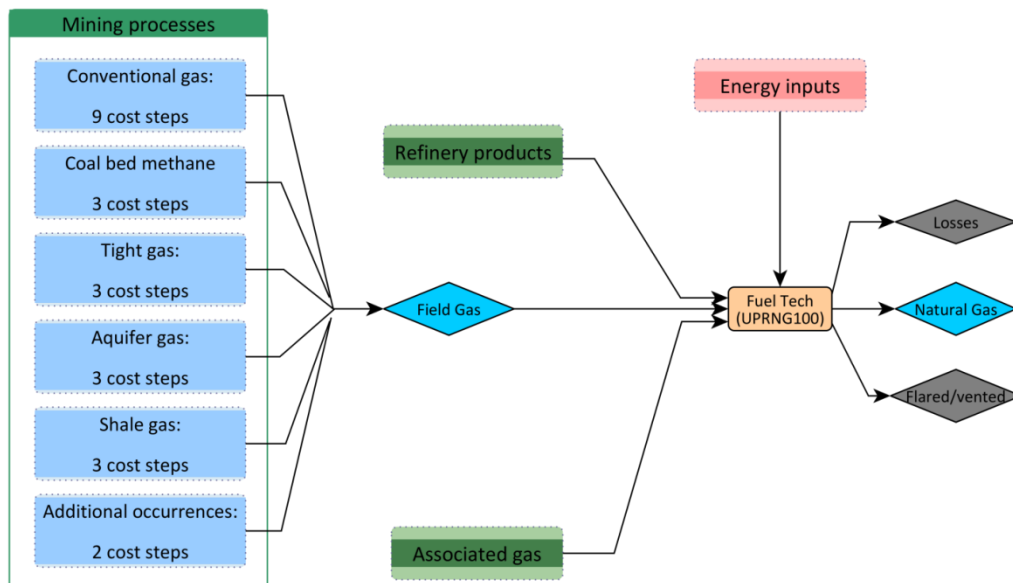 Mining processes
Conventional gas:
9 cost steps
Coal bed methane
3 cost steps
Tight gas:
3 cost steps
Aquifer gas:
3 cost steps
Shale gas:
3 cost steps
Additional occurrences:
2 cost steps
Field Gas
Refinery products
Associated gas
Energy inputs
Fuel Tech
(UPRNG100)
Losses
Natural Gas
Flared/vented